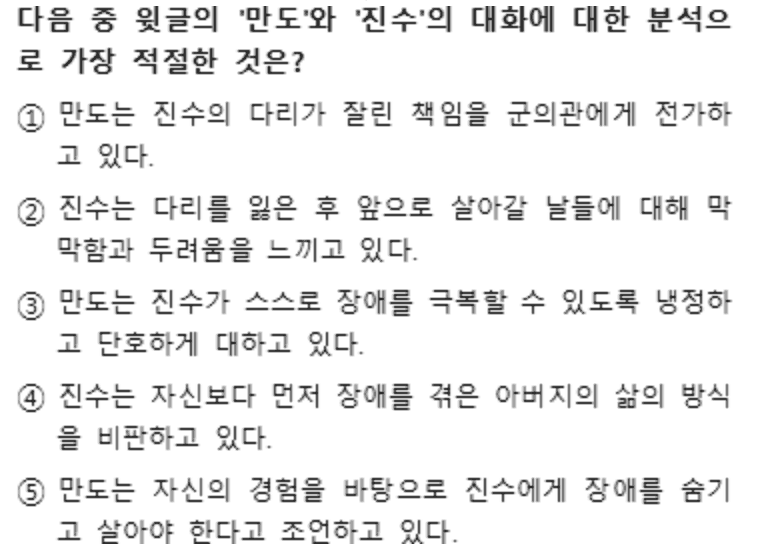 다음 중 윗글의 '만도'와 '진수'의 대화에 대한 분석으
로 가장 적절한 것은?
① 만도는 진수의 다리가 잘린 책임을 군의관에게 전가하
고 있다.
② 진수는 다리를 잃은 후 앞으로 살아갈 날들에 대해 막
막함과 두려움을 느끼고 있다.
③ 만도는 진수가 스스로 장애를 극복할 수 있도록 냉정하
고 단호하게 대하고 있다.
④ 진수는 자신보다 먼저 장애를 겪은 아버지의 삶의 방식
을 비판하고 있다.
⑤ 만도는 자신의 경험을 바탕으로 진수에게 장애를 숨기
고 살아야 한다고 조언하고 있다.